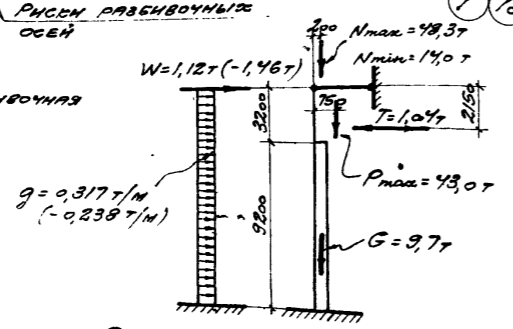 Риски разбивочных
осей
200
Nmax = 48,3т
Nmin = 14,0 т
W = 1,12т (-1,46т)
вочная
750
3200
T = 1,04т
2150
g = 0,317 т/м
(-0,238 т/м)
Pmax = 43,0т
9200
G = 9,7т